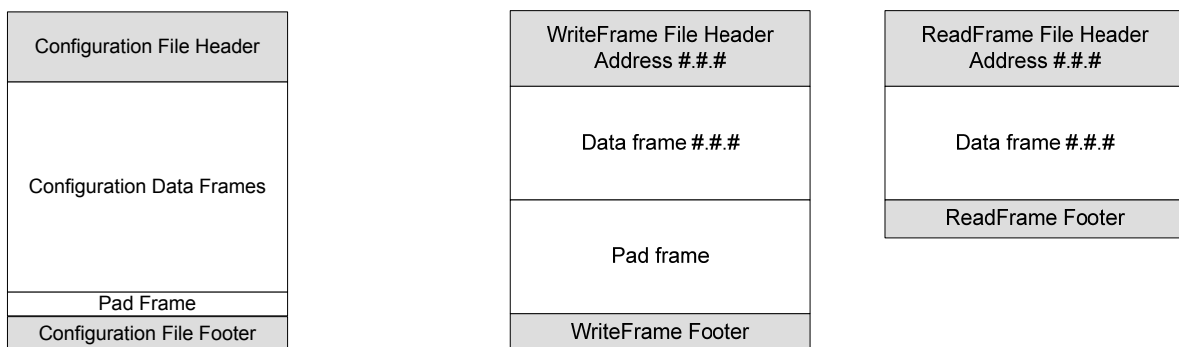 Configuration File Header
Configuration Data Frames
Pad Frame
Configuration File Footer
WriteFrame File Header
Address #.#.#
Data frame #.#.#
Pad frame
WriteFrame Footer
ReadFrame File Header
Address #.#.#
Data frame #.#.#
ReadFrame Footer